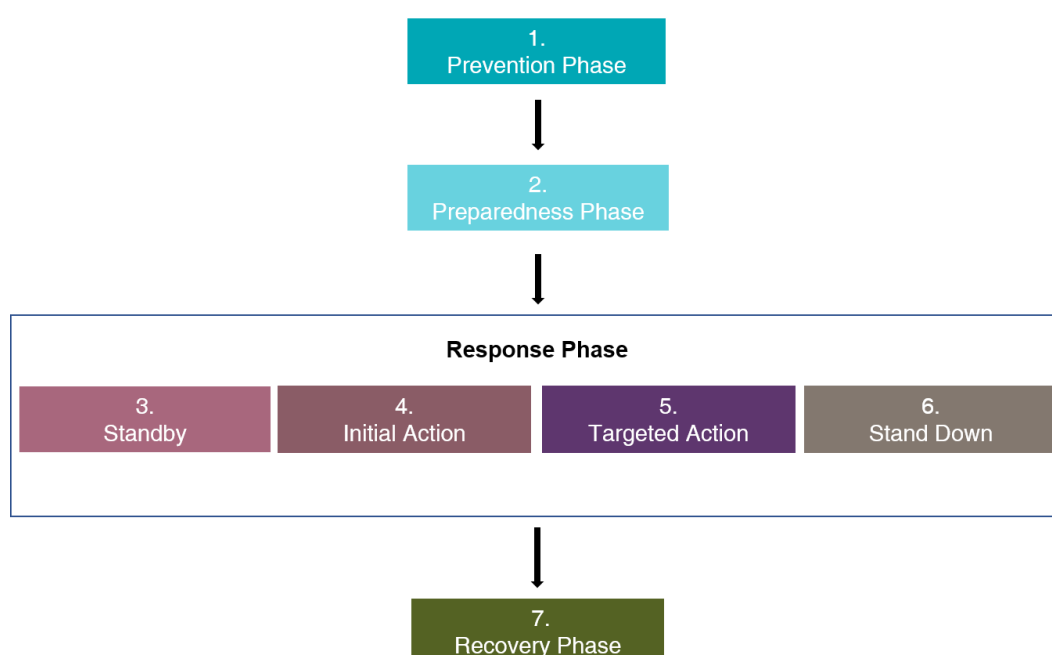 1.
Prevention Phase
2.
Preparedness Phase
Response Phase
3.
Standby
4.
Initial Action
5.
Targeted Action
6.
Stand Down
7.
Recovery Phase